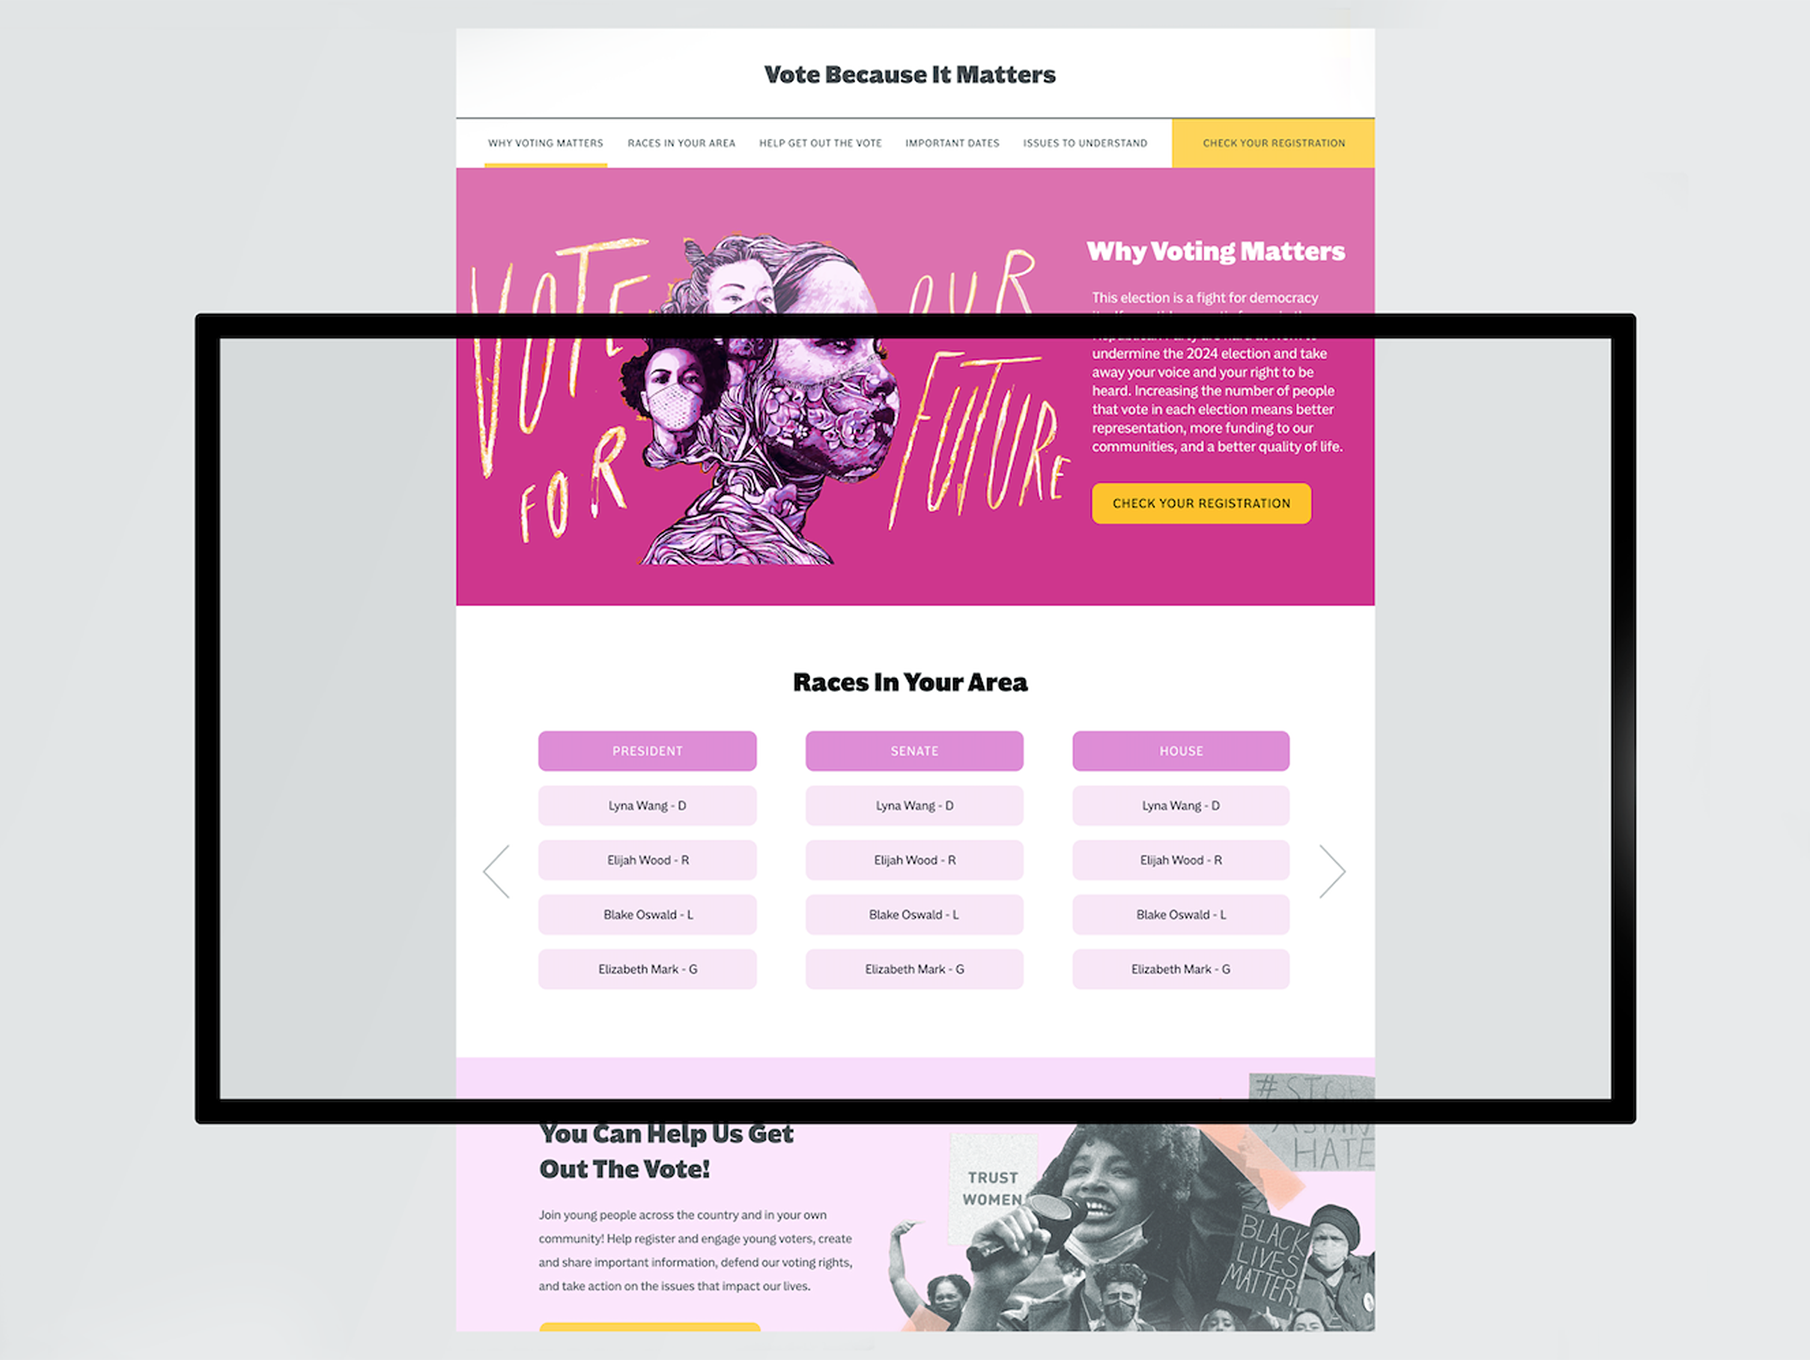 Vote Because It Matters
WHY VOTING MATTERS RACES IN YOUR AREA HELP GET OUT THE VOTE IMPORTANT DATES ISSUES TO UNDERSTAND CHECK YOUR REGISTRATION
VOTE
FOR
OUR
FUTURE
Why Voting Matters
This election is a fight for democracy
undermine the 2024 election and take
away your voice and your right to be
heard. Increasing the number of people
that vote in each election means better
representation, more funding to our
communities, and a better quality of life.
CHECK YOUR REGISTRATION
Races In Your Area
PRESIDENT SENATE HOUSE
Lyna Wang - D Lyna Wang - D Lyna Wang - D
Elijah Wood - R Elijah Wood - R Elijah Wood - R
Blake Oswald - L Blake Oswald - L Blake Oswald - L
Elizabeth Mark - G Elizabeth Mark - G Elizabeth Mark - G
You Can Help Us Get
Out The Vote!
Join young people across the country and in your own
community! Help register and engage young voters, create
and share important information, defend our voting rights,
and take action on the issues that impact our lives.
TRUST
WOMEN
HATE
BLACK
LIVES
MATTER